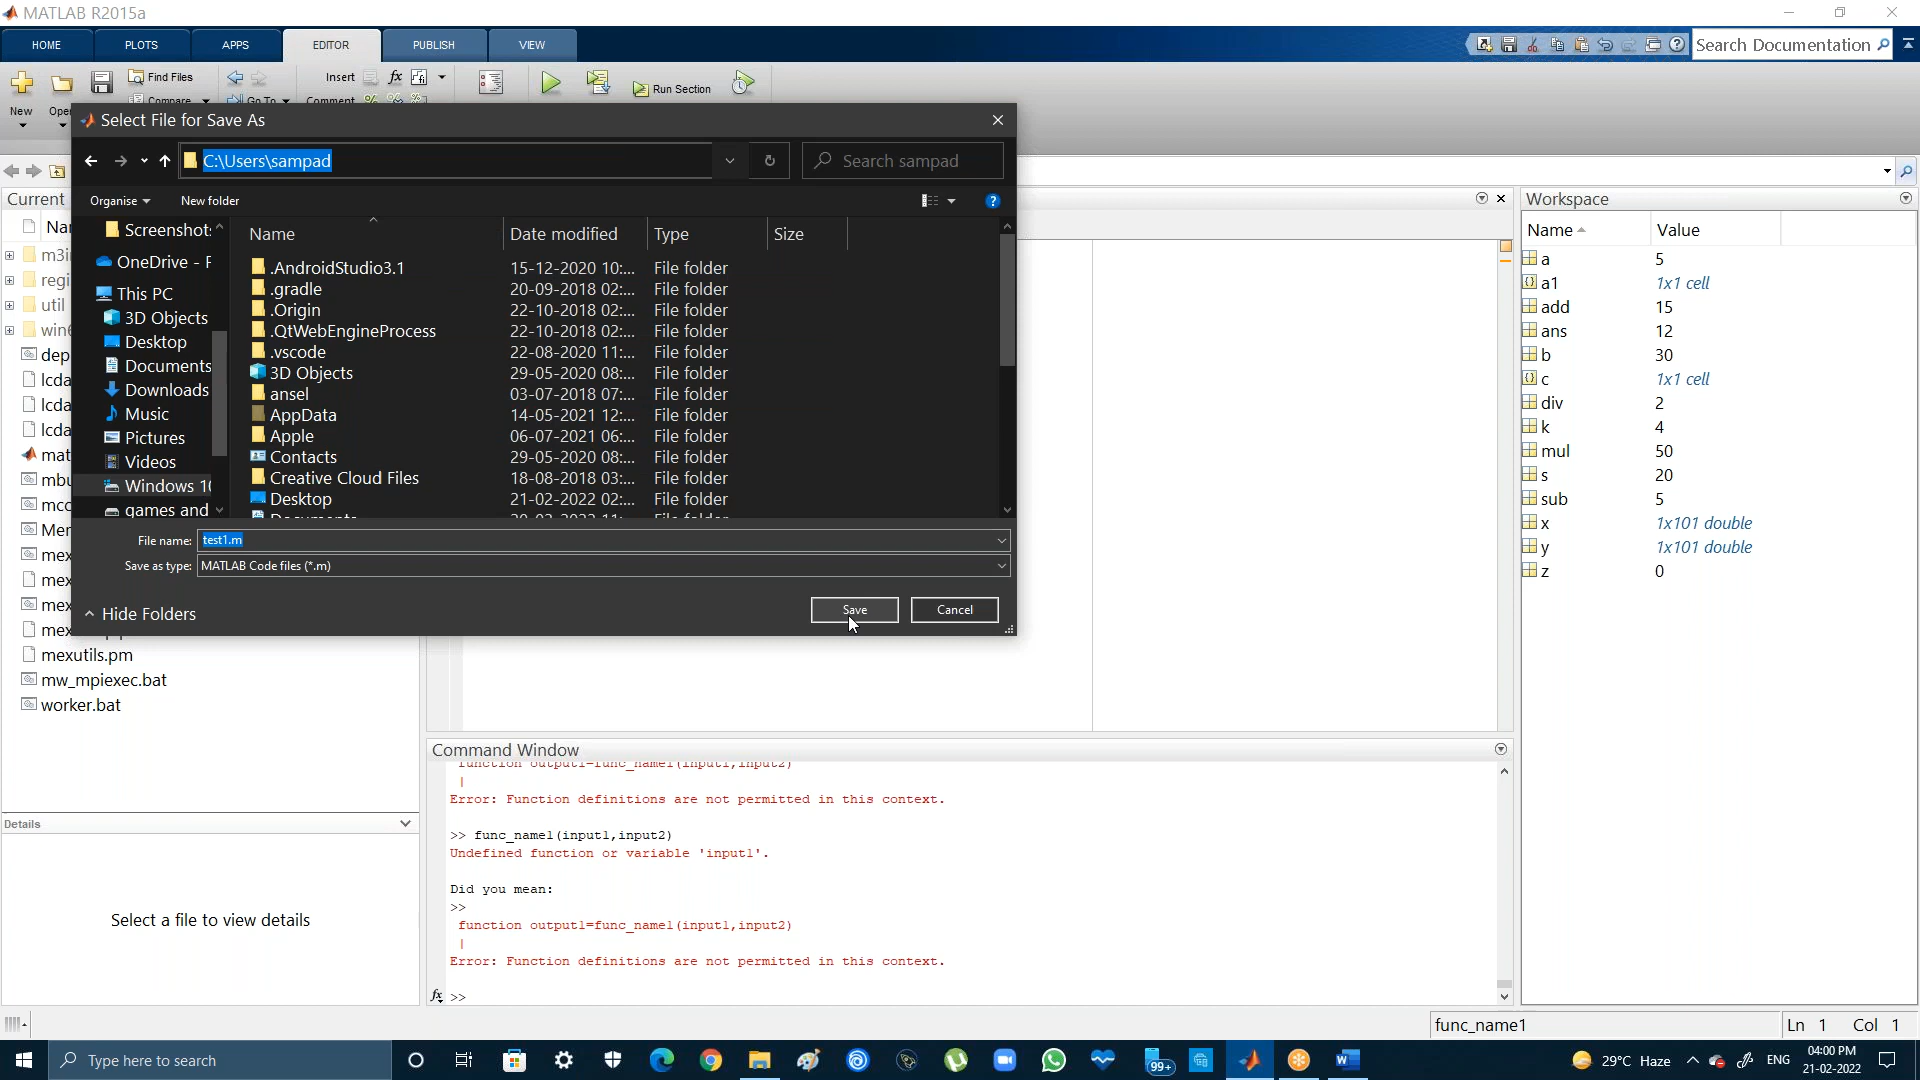 MATLAB R2015a
HOME PLOTS APPS EDITOR PUBLISH VIEW
Search Documentation
Find Files Insert fx
Run Section
Compare Go To Comment
New
Select File for Save As
C:\Users\sampad
Search sampad
Organise New folder
Name Date modified Type Size
Screenshot
OneDrive - P
This PC
3D Objects
Desktop
Documents
Downloads
Music
Pictures
Videos
Windows 10
games and
.AndroidStudio3.1 15-12-2020 10:... File folder
.gradle 20-09-2018 02:... File folder
.Origin 22-10-2018 02:... File folder
.QtWebEngineProcess 22-10-2018 02:... File folder
.vscode 22-08-2020 11:... File folder
3D Objects 29-05-2020 08:... File folder
ansel 03-07-2018 07:... File folder
AppData 14-05-2021 12:... File folder
Apple 06-07-2021 06:... File folder
Contacts 29-05-2020 08:... File folder
Creative Cloud Files 18-08-2018 03:... File folder
Desktop 21-02-2022 02:... File folder
File name: test1.m
Save as type: MATLAB Code files (*.m)
Hide Folders Save Cancel
Current
Na
m3i
regi
util
win
dep
lcda
lcda
lcda
mat
mbu
mcc
Mer
mex
mex
mex
mex
mexutils.pm
mw_mpiexec.bat
worker.bat
Details
Select a file to view details
Command Window
function output1=func_name1(input1,input2)
|
Error: Function definitions are not permitted in this context.
>> func_name1(input1,input2)
Undefined function or variable 'input1'.
Did you mean:
>>
function output1=func_name1(input1,input2)
|
Error: Function definitions are not permitted in this context.
fx >>
Workspace
Name Value
a 5
a1 1x1 cell
add 15
ans 12
b 30
c 1x1 cell
div 2
k 4
mul 50
s 20
sub 5
x 1x101 double
y 1x101 double
z 0
func_name1 Ln 1 Col 1
Type here to search
99+
29°C Haze ENG
04:00 PM
21-02-2022